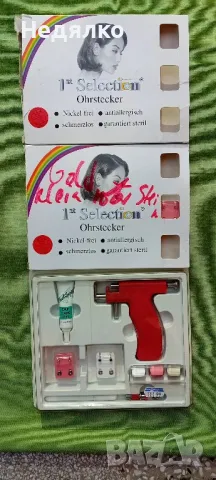 Недялко
1st Selection®
Ohrstecker
Nickel frei
antiallergisch
schmerzlos
garantiert steril
Gold
1st Selection®
Ohrstecker
Nickel frei
antiallergisch
schmerzlos
garantiert steril
BAZAR